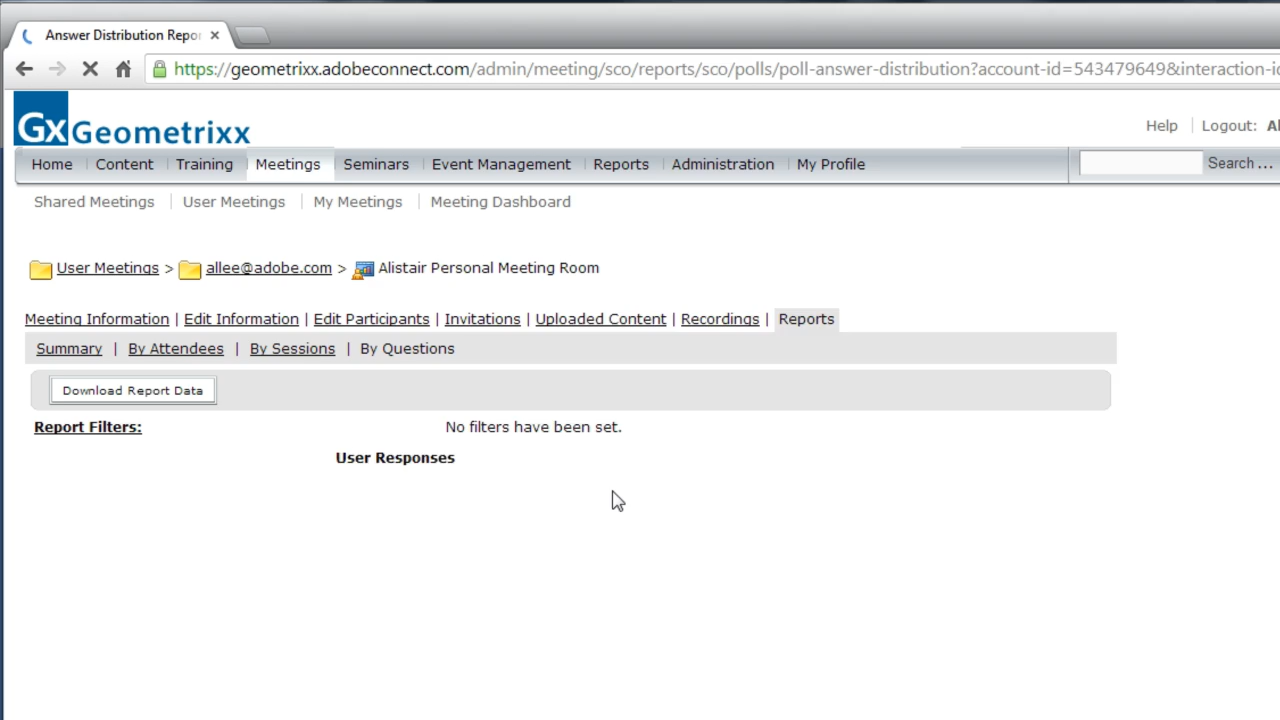 Answer Distribution Repor
https://geometrixx.adobeconnect.com/admin/meeting/sco/reports/sco/polls/poll-answer-distribution?account-id=543479649&interaction-i
Gx Geometrixx
Help Logout:
Home Content Training Meetings Seminars Event Management Reports Administration My Profile Search ...
Shared Meetings User Meetings My Meetings Meeting Dashboard
User Meetings > allee@adobe.com > Alistair Personal Meeting Room
Meeting Information | Edit Information | Edit Participants | Invitations | Uploaded Content | Recordings | Reports
Summary | By Attendees | By Sessions | By Questions
Download Report Data
Report Filters: No filters have been set.
User Responses